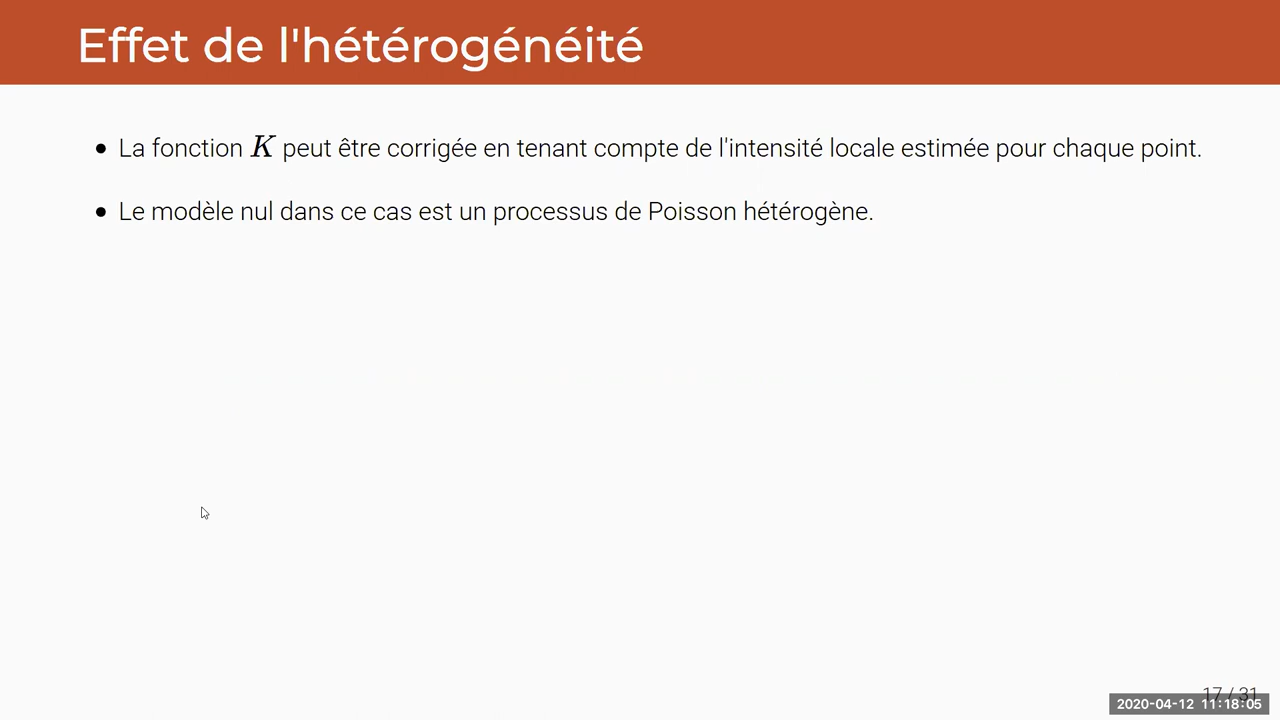 Effet de l'hétérogénéité
• La fonction K peut être corrigée en tenant compte de l'intensité locale estimée pour chaque point.
• Le modèle nul dans ce cas est un processus de Poisson hétérogène.
17 / 31
2020-04-12 11:18:05